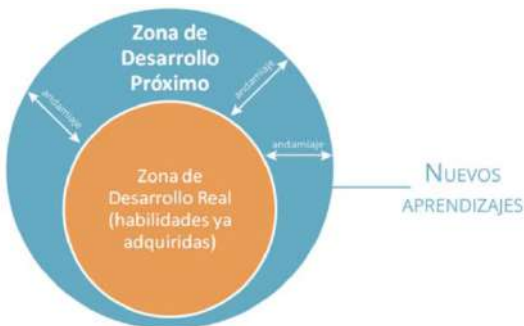 Zona de
Desarrollo
Próximo
andamiaje
andamiaje
andamiaje
Zona de
Desarrollo Real
(habilidades ya
adquiridas)
NUEVOS
APRENDIZAJES